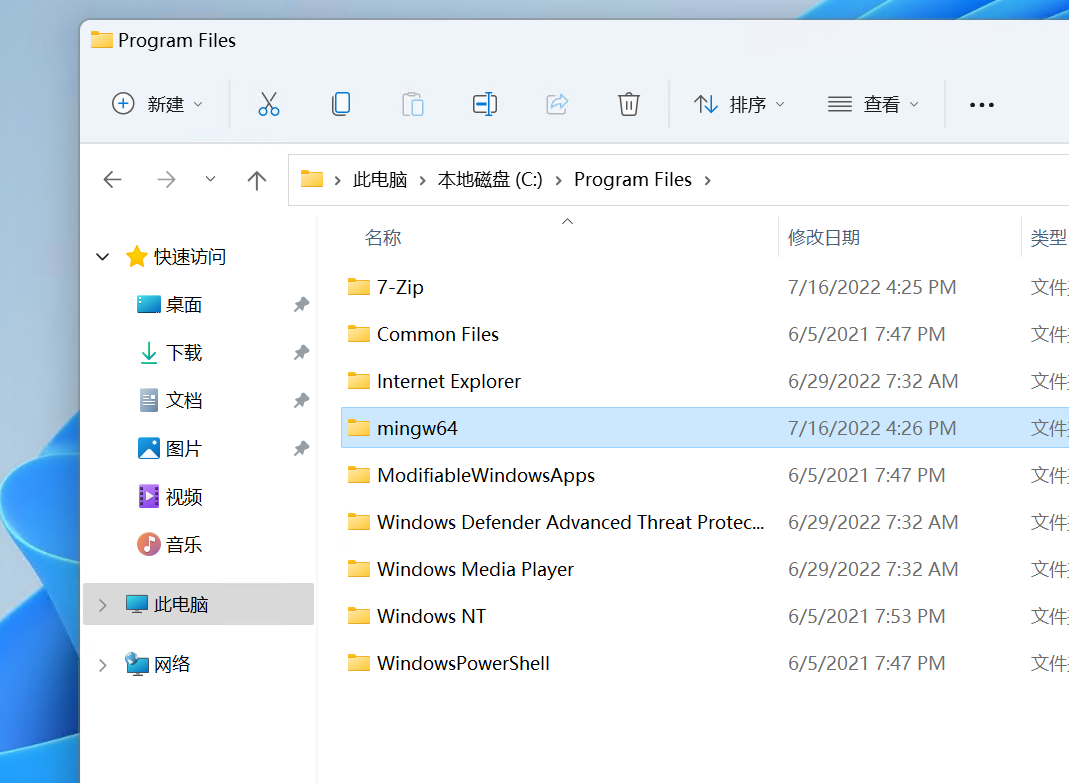 Program Files
新建 排序 查看
此电脑 本地磁盘 (C:) Program Files
名称 修改日期 类型
快速访问
桌面
下载
文档
图片
视频
音乐
此电脑
网络
7-Zip 7/16/2022 4:25 PM 文件
Common Files 6/5/2021 7:47 PM 文件
Internet Explorer 6/29/2022 7:32 AM 文件
mingw64 7/16/2022 4:26 PM 文件
ModifiableWindowsApps 6/5/2021 7:47 PM 文件
Windows Defender Advanced Threat Protec... 6/29/2022 7:32 AM 文件
Windows Media Player 6/29/2022 7:32 AM 文件
Windows NT 6/5/2021 7:53 PM 文件
WindowsPowerShell 6/5/2021 7:47 PM 文件